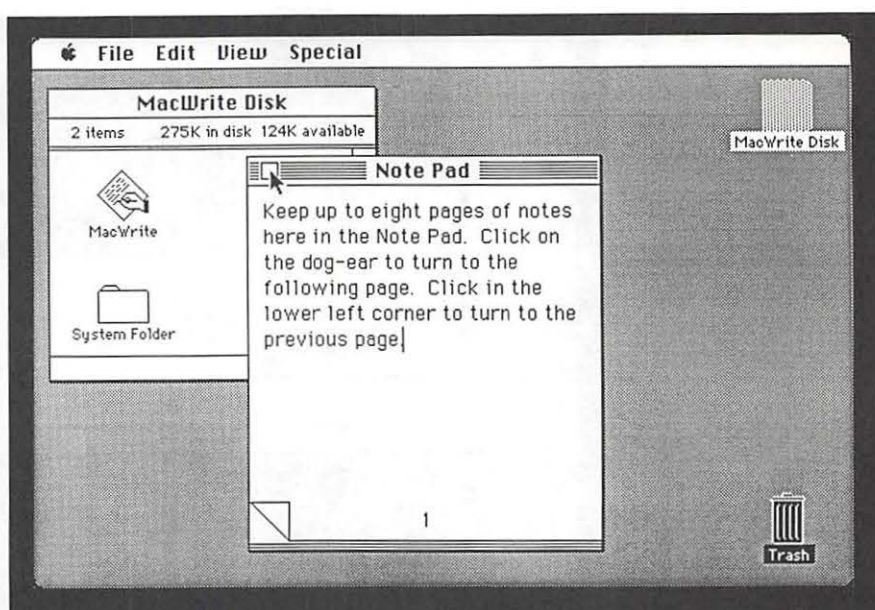 File Edit View Special
MacWrite Disk
2 items 275K in disk 124K available
MacWrite
System Folder
Note Pad
Keep up to eight pages of notes
here in the Note Pad. Click on
the dog-ear to turn to the
following page. Click in the
lower left corner to turn to the
previous page.
1
MacWrite Disk
Trash